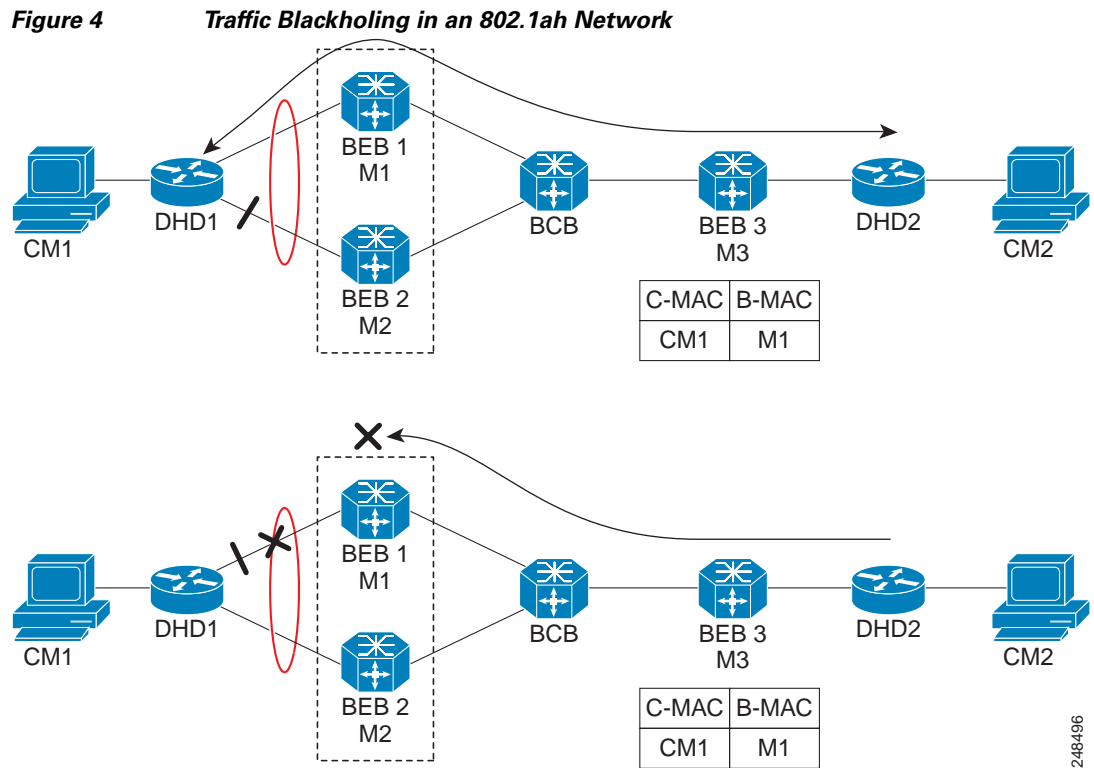 Figure 4 Traffic Blackholing in an 802.1ah Network
BEB 1
M1
CM1
DHD1
BEB 2
M2
BCB
BEB 3
M3
DHD2
CM2
C-MAC B-MAC
CM1 M1
BEB 1
M1
CM1
DHD1
BEB 2
M2
BCB
BEB 3
M3
DHD2
CM2
C-MAC B-MAC
CM1 M1
248496